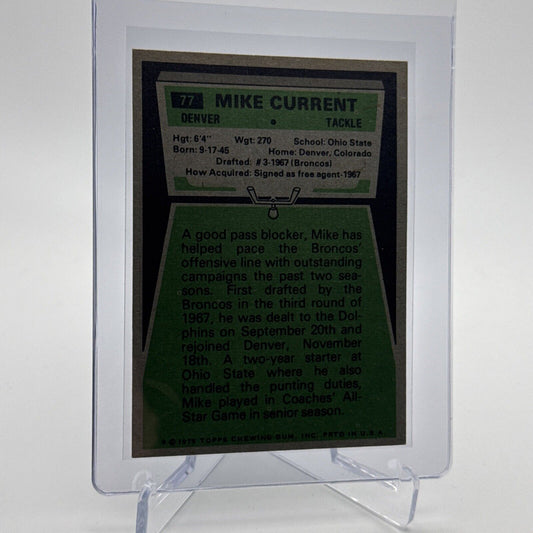 77 MIKE CURRENT
DENVER • TACKLE
Hgt: 6'4" Wgt: 270 School: Ohio State
Born: 9-17-45 Home: Denver, Colorado
Drafted: #3-1967 (Broncos)
How Acquired: Signed as free agent-1967
A good pass blocker, Mike has
helped pace the Broncos'
offensive line with outstanding
campaigns the past two sea-
sons. First drafted by the
Broncos in the third round of
1967, he was dealt to the Dol-
phins on September 20th and
rejoined Denver, November
18th. A two-year starter at
Ohio State where he also
handled the punting duties,
Mike played in Coaches' All-
Star Game in senior season.
© 1975 TOPPS CHEWING GUM, INC. PRTD IN U.S.A.